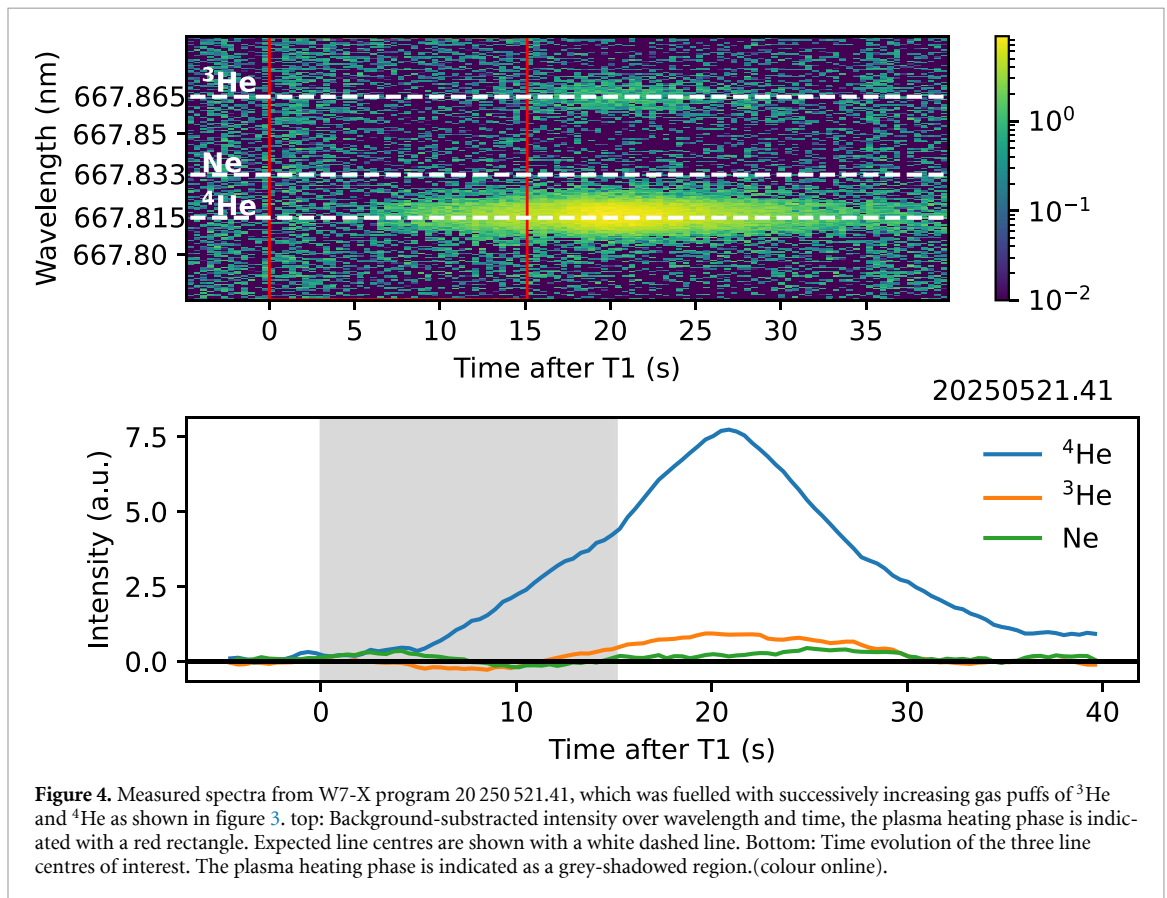 Wavelength (nm)
667.865
667.85
667.833
667.815
667.80
³He
Ne
⁴He
10⁰
10⁻¹
10⁻²
0 5 10 15 20 25 30 35
Time after T1 (s)
20250521.41
Intensity (a.u.)
7.5
5.0
2.5
0.0
⁴He
³He
Ne
0 10 20 30 40
Time after T1 (s)
Figure 4. Measured spectra from W7-X program 20 250 521.41, which was fuelled with successively increasing gas puffs of ³He
and ⁴He as shown in figure 3. top: Background-substracted intensity over wavelength and time, the plasma heating phase is indic-
ated with a red rectangle. Expected line centres are shown with a white dashed line. Bottom: Time evolution of the three line
centres of interest. The plasma heating phase is indicated as a grey-shadowed region.(colour online).